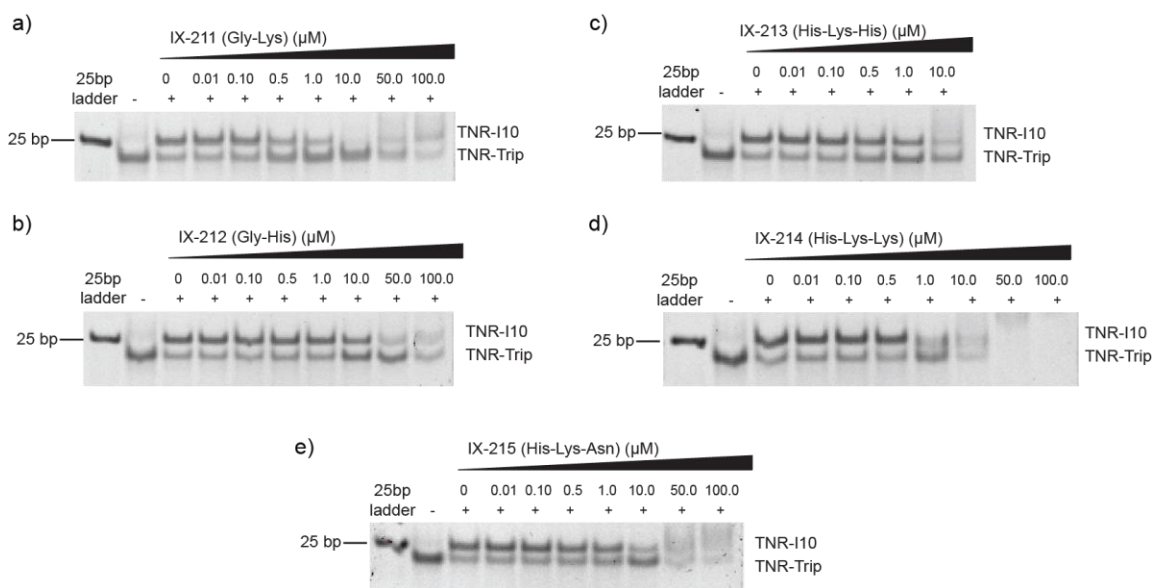 a)
IX-211 (Gly-Lys) (µM)
25bp 0 0.01 0.10 0.5 1.0 10.0 50.0 100.0
ladder - + + + + + + + +
25 bp
TNR-I10
TNR-Trip
b)
IX-212 (Gly-His) (µM)
25bp 0 0.01 0.10 0.5 1.0 10.0 50.0 100.0
ladder - + + + + + + + +
25 bp
TNR-I10
TNR-Trip
c)
IX-213 (His-Lys-His) (µM)
25bp 0 0.01 0.10 0.5 1.0 10.0
ladder - + + + + + +
25 bp
TNR-I10
TNR-Trip
d)
IX-214 (His-Lys-Lys) (µM)
25bp 0 0.01 0.10 0.5 1.0 10.0 50.0 100.0
ladder - + + + + + + + +
25 bp
TNR-I10
TNR-Trip
e)
IX-215 (His-Lys-Asn) (µM)
25bp 0 0.01 0.10 0.5 1.0 10.0 50.0 100.0
ladder - + + + + + + + +
25 bp
TNR-I10
TNR-Trip